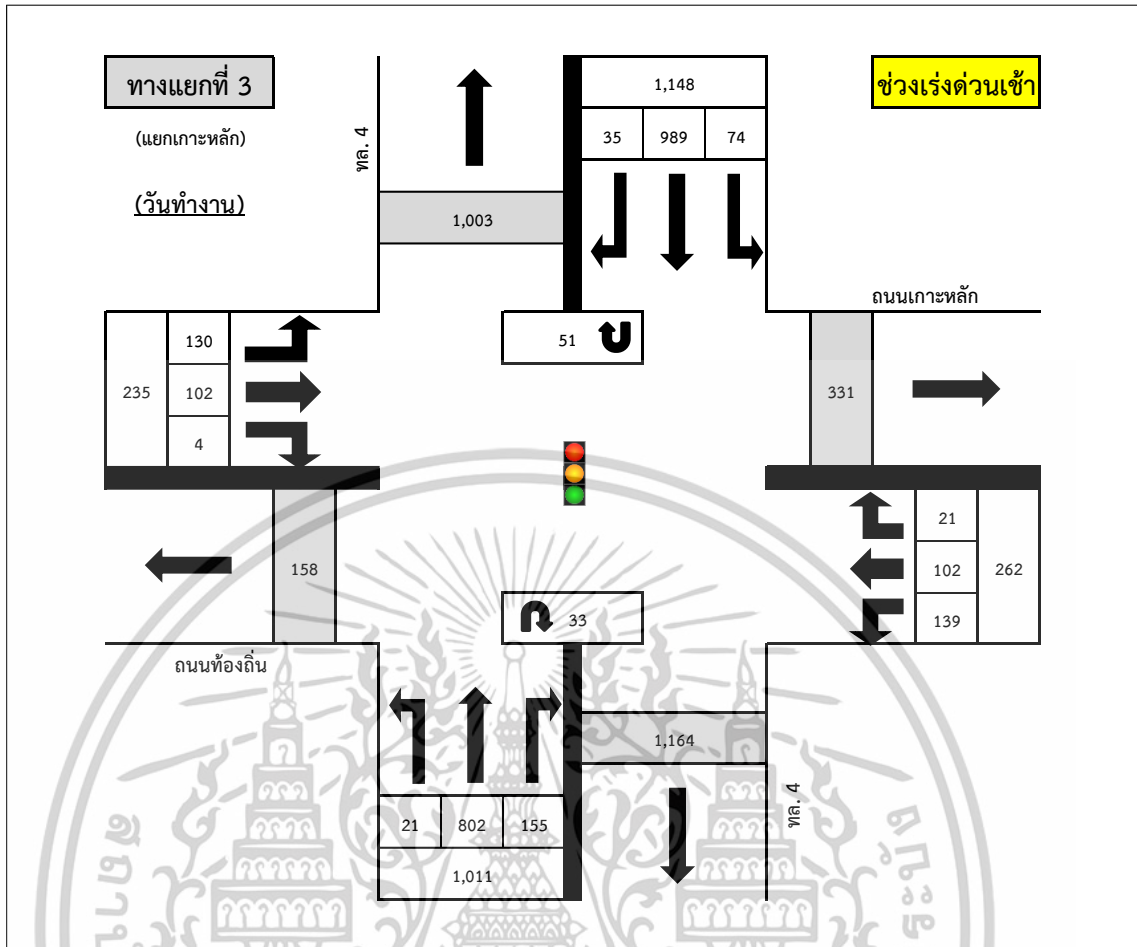 ทางแยกที่ 3
(แยกเกาะหลัก)
(วันทำงาน)
ช่วงเร่งด่วนเช้า
ทล. 4
1,148
35 989 74
1,003
ถนนเกาะหลัก
51
130
235 102
4
331
158
ถนนท้องถิ่น
21
102 262
139
33
1,164
ทล. 4
21 802 155
1,011